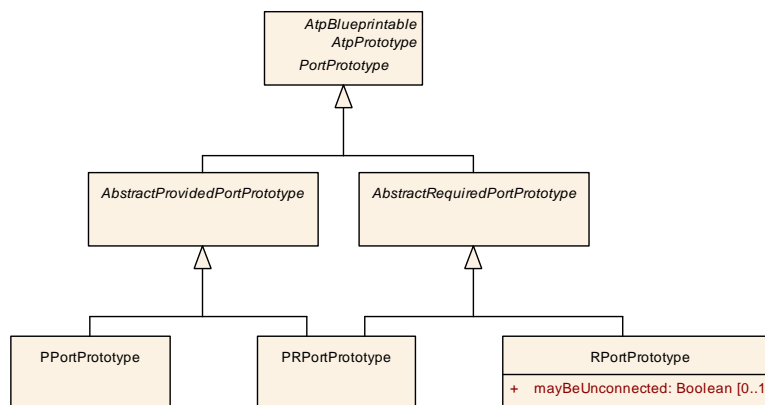 AtpBlueprintable
AtpPrototype
PortPrototype
AbstractProvidedPortPrototype
AbstractRequiredPortPrototype
PPortPrototype
PRPortPrototype
RPortPrototype
+ mayBeUnconnected: Boolean [0..1